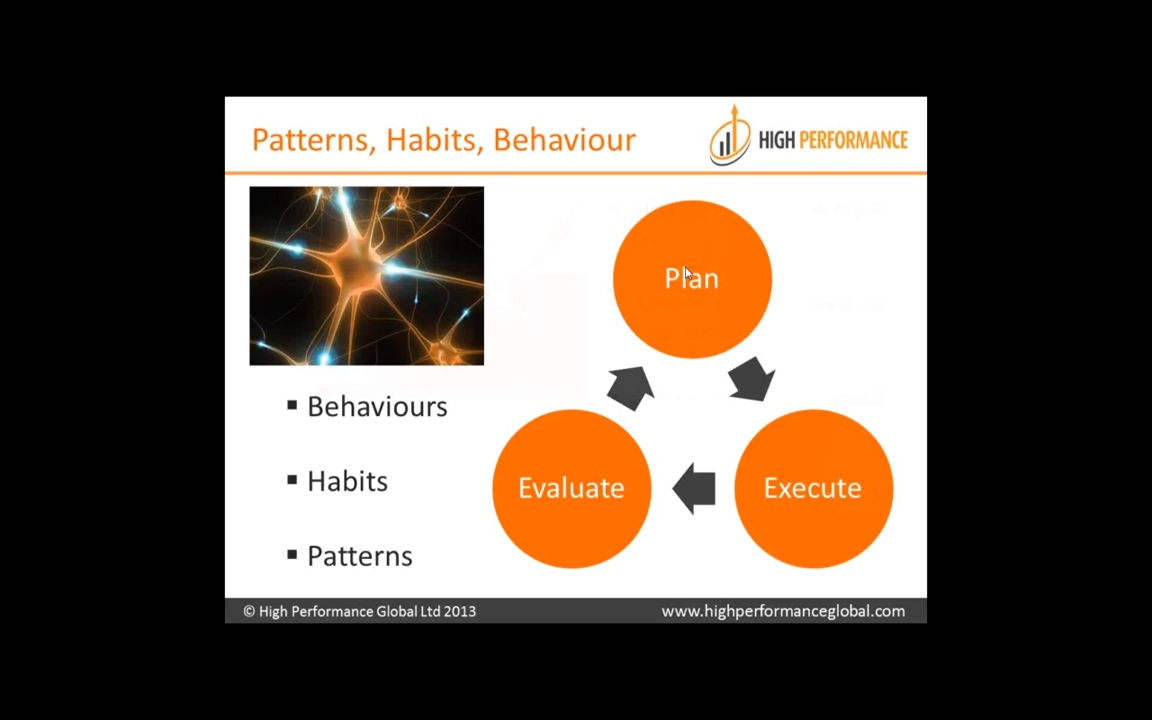 Patterns, Habits, Behaviour
HIGH PERFORMANCE
Plan
▪ Behaviours
▪ Habits
▪ Patterns
Evaluate
Execute
© High Performance Global Ltd 2013
www.highperformanceglobal.com